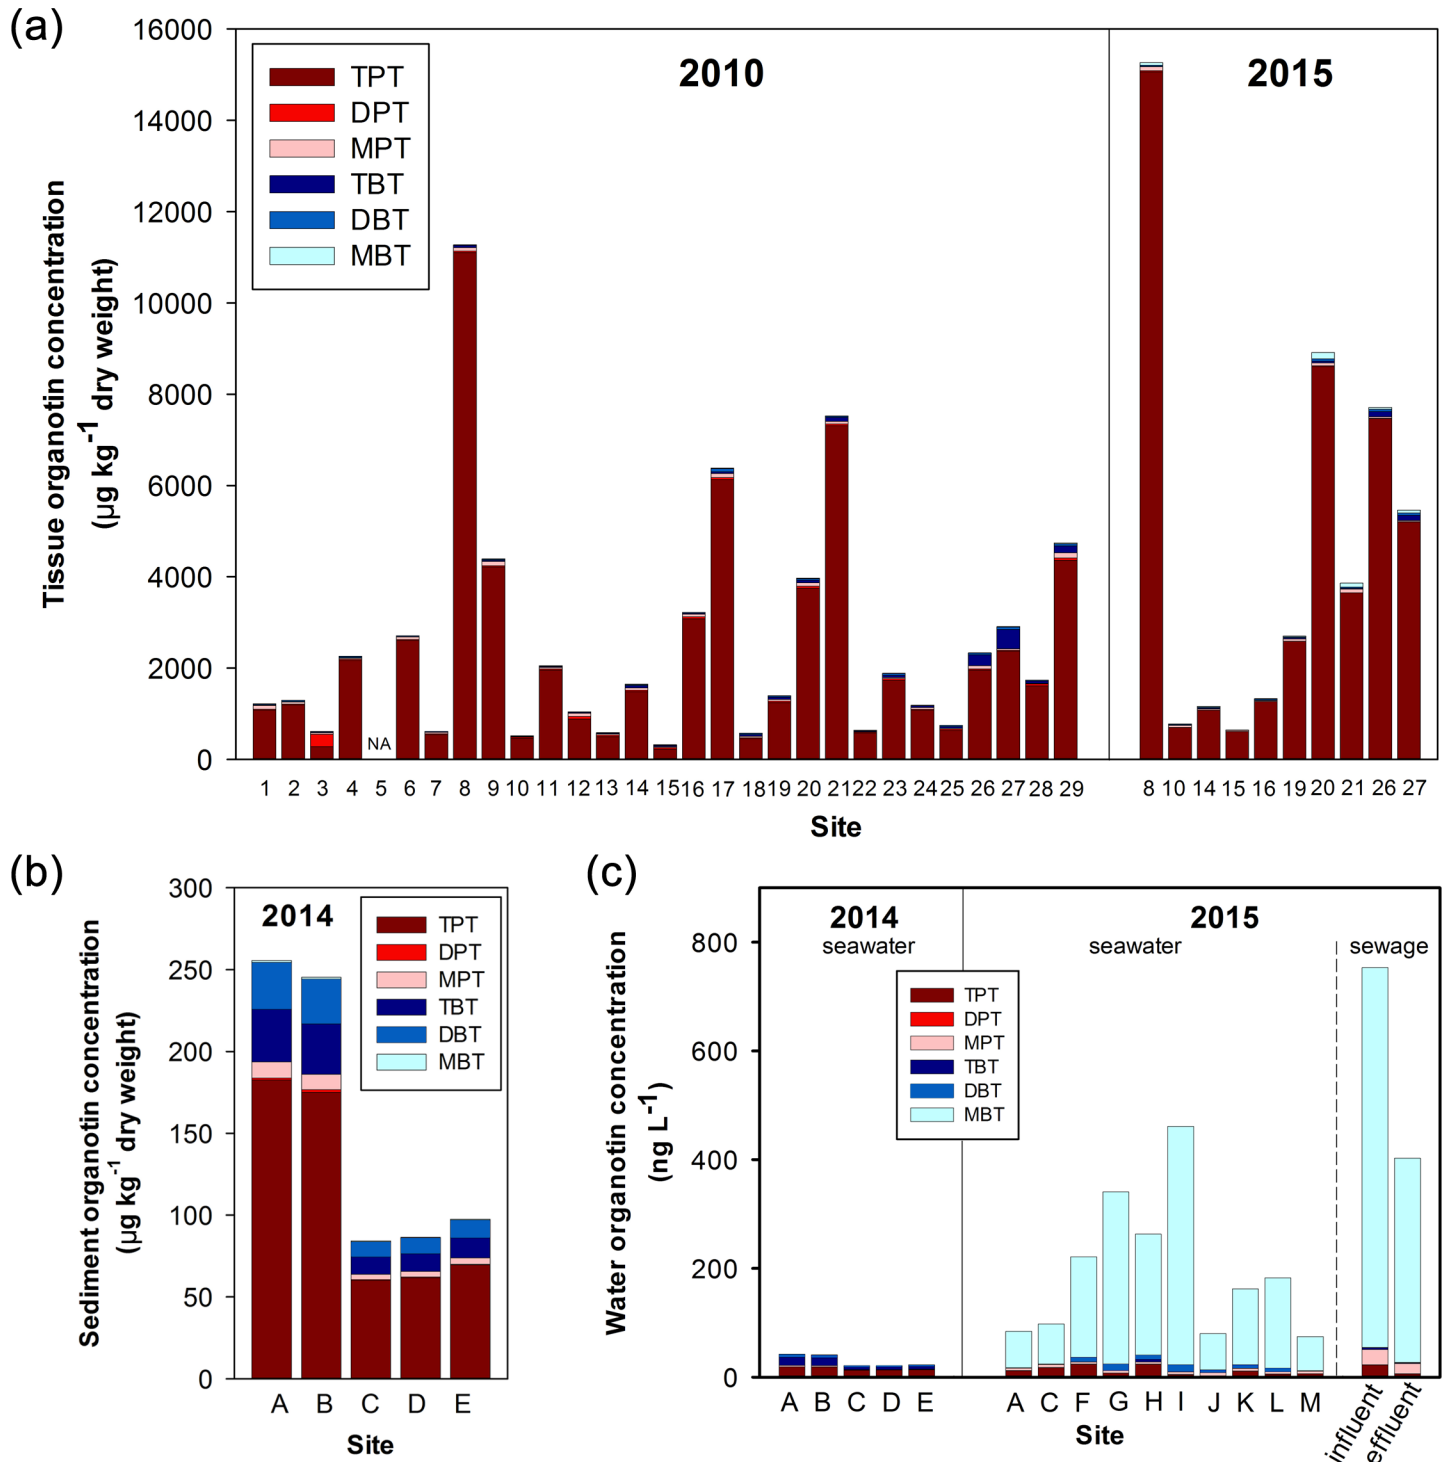 (a)
16000
14000
12000
10000
8000
6000
4000
2000
0
Tissue organotin concentration
(µg kg-1 dry weight)
TPT
DPT
MPT
TBT
DBT
MBT
2010
2015
NA
1 2 3 4 5 6 7 8 9 10 11 12 13 14 15 16 17 18 19 20 21 22 23 24 25 26 27 28 29
8 10 14 15 16 19 20 21 26 27
Site
(b)
300
250
200
150
100
50
0
Sediment organotin concentration
(µg kg-1 dry weight)
2014
TPT
DPT
MPT
TBT
DBT
MBT
A B C D E
Site
(c)
800
600
400
200
0
Water organotin concentration
(ng L-1)
2014
seawater
2015
seawater
sewage
TPT
DPT
MPT
TBT
DBT
MBT
A B C D E
A C F G H I J K L M
influent
effluent
Site